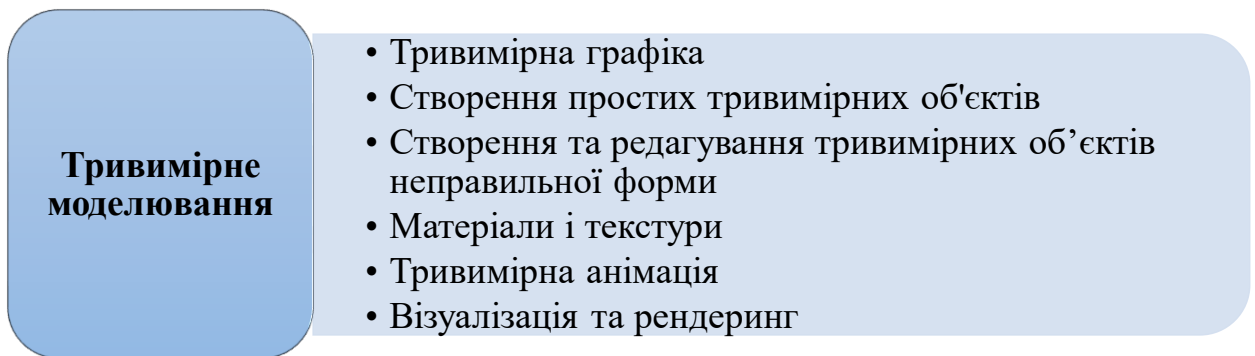 Тривимірне
моделювання
• Тривимірна графіка
• Створення простих тривимірних об'єктів
• Створення та редагування тривимірних об’єктів
неправильної форми
• Матеріали і текстури
• Тривимірна анімація
• Візуалізація та рендеринг